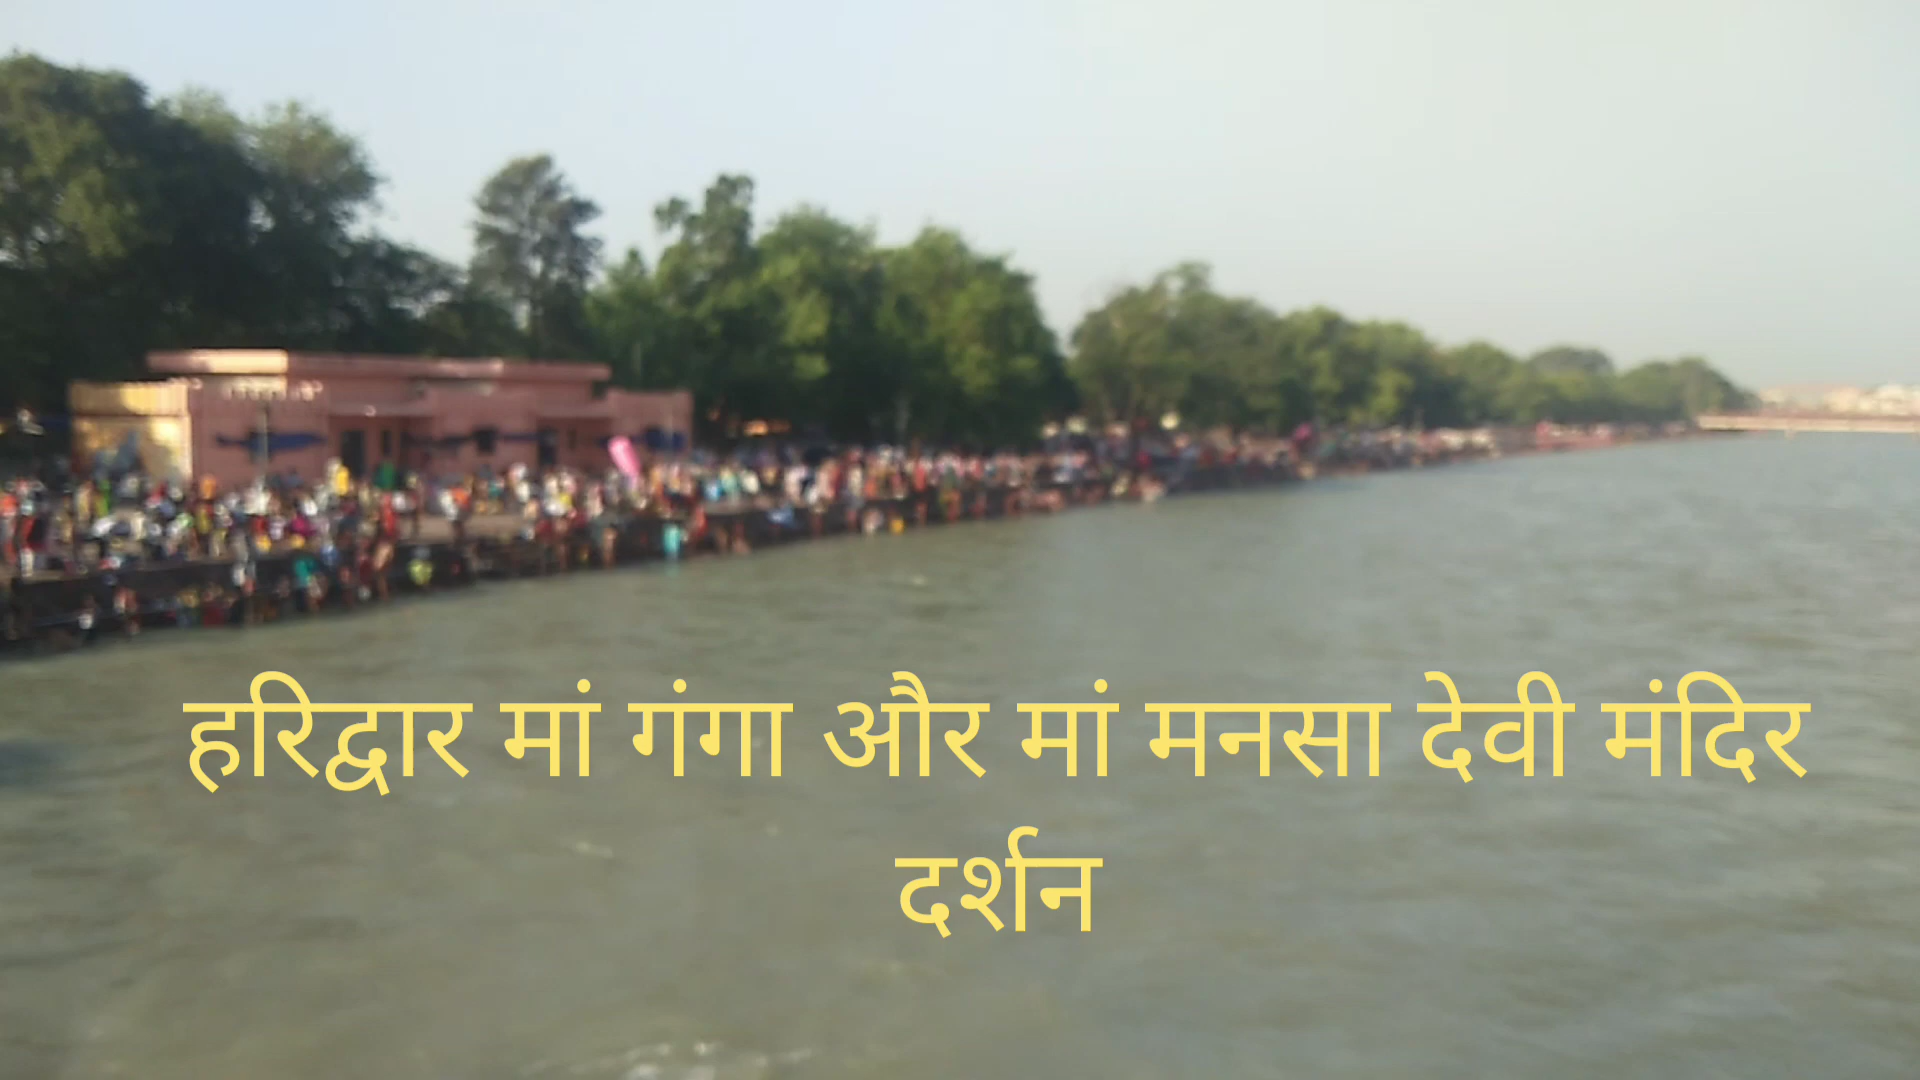 हरिद्वार मां गंगा और मां मनसा देवी मंदिर
दर्शन